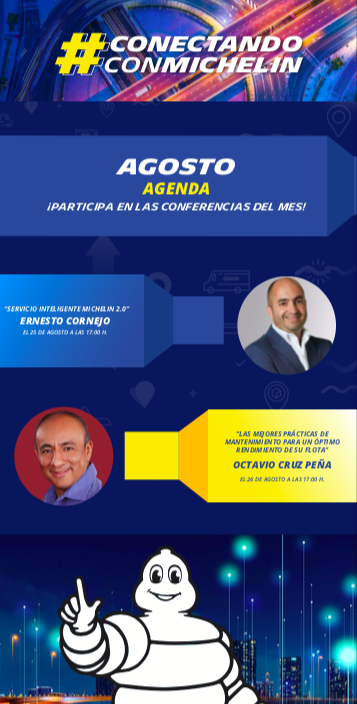 #CONECTANDO
CONMICHELIN
AGOSTO
AGENDA
¡PARTICIPA EN LAS CONFERENCIAS DEL MES!
"SERVICIO INTELIGENTE MICHELIN 2.0"
ERNESTO CORNEJO
EL 25 DE AGOSTO A LAS 17:00 H.
"LAS MEJORES PRÁCTICAS DE
MANTENIMIENTO PARA UN ÓPTIMO
RENDIMIENTO DE SU FLOTA"
OCTAVIO CRUZ PEÑA
EL 26 DE AGOSTO A LAS 17:00 H.